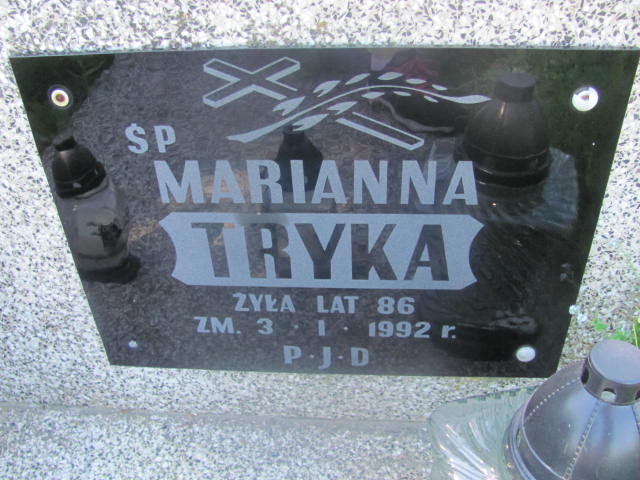 ŚP
MARIANNA
TRYKA
ŻYŁA LAT 86
ZM. 3 · I · 1992 r.
P·J·D